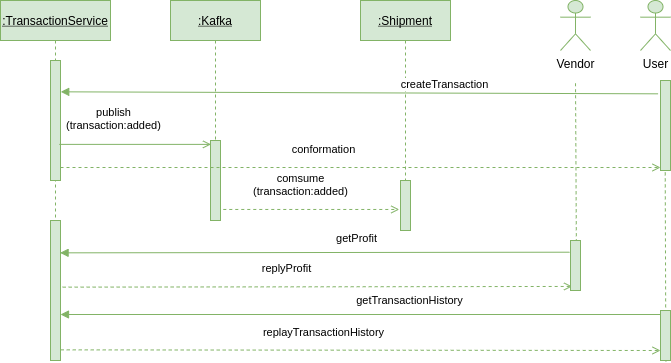 :TransactionService
:Kafka
:Shipment
Vendor
User
createTransaction
publish
(transaction:added)
conformation
comsume
(transaction:added)
getProfit
replyProfit
getTransactionHistory
replayTransactionHistory